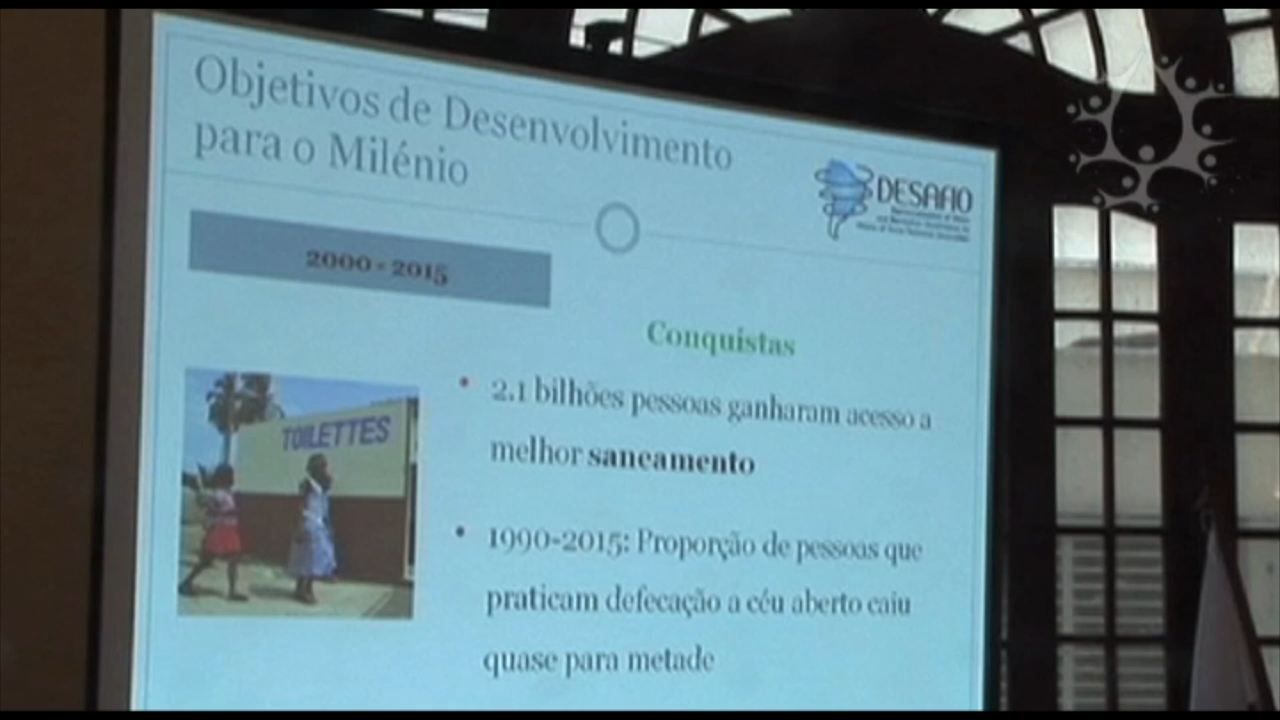 Objetivos de Desenvolvimento
para o Milénio
DESAFIO
2000 - 2015
Conquistas
TOILETTES
• 2.1 bilhões pessoas ganharam acesso a
melhor saneamento
• 1990-2015: Proporção de pessoas que
praticam defecação a céu aberto caiu
quase para metade